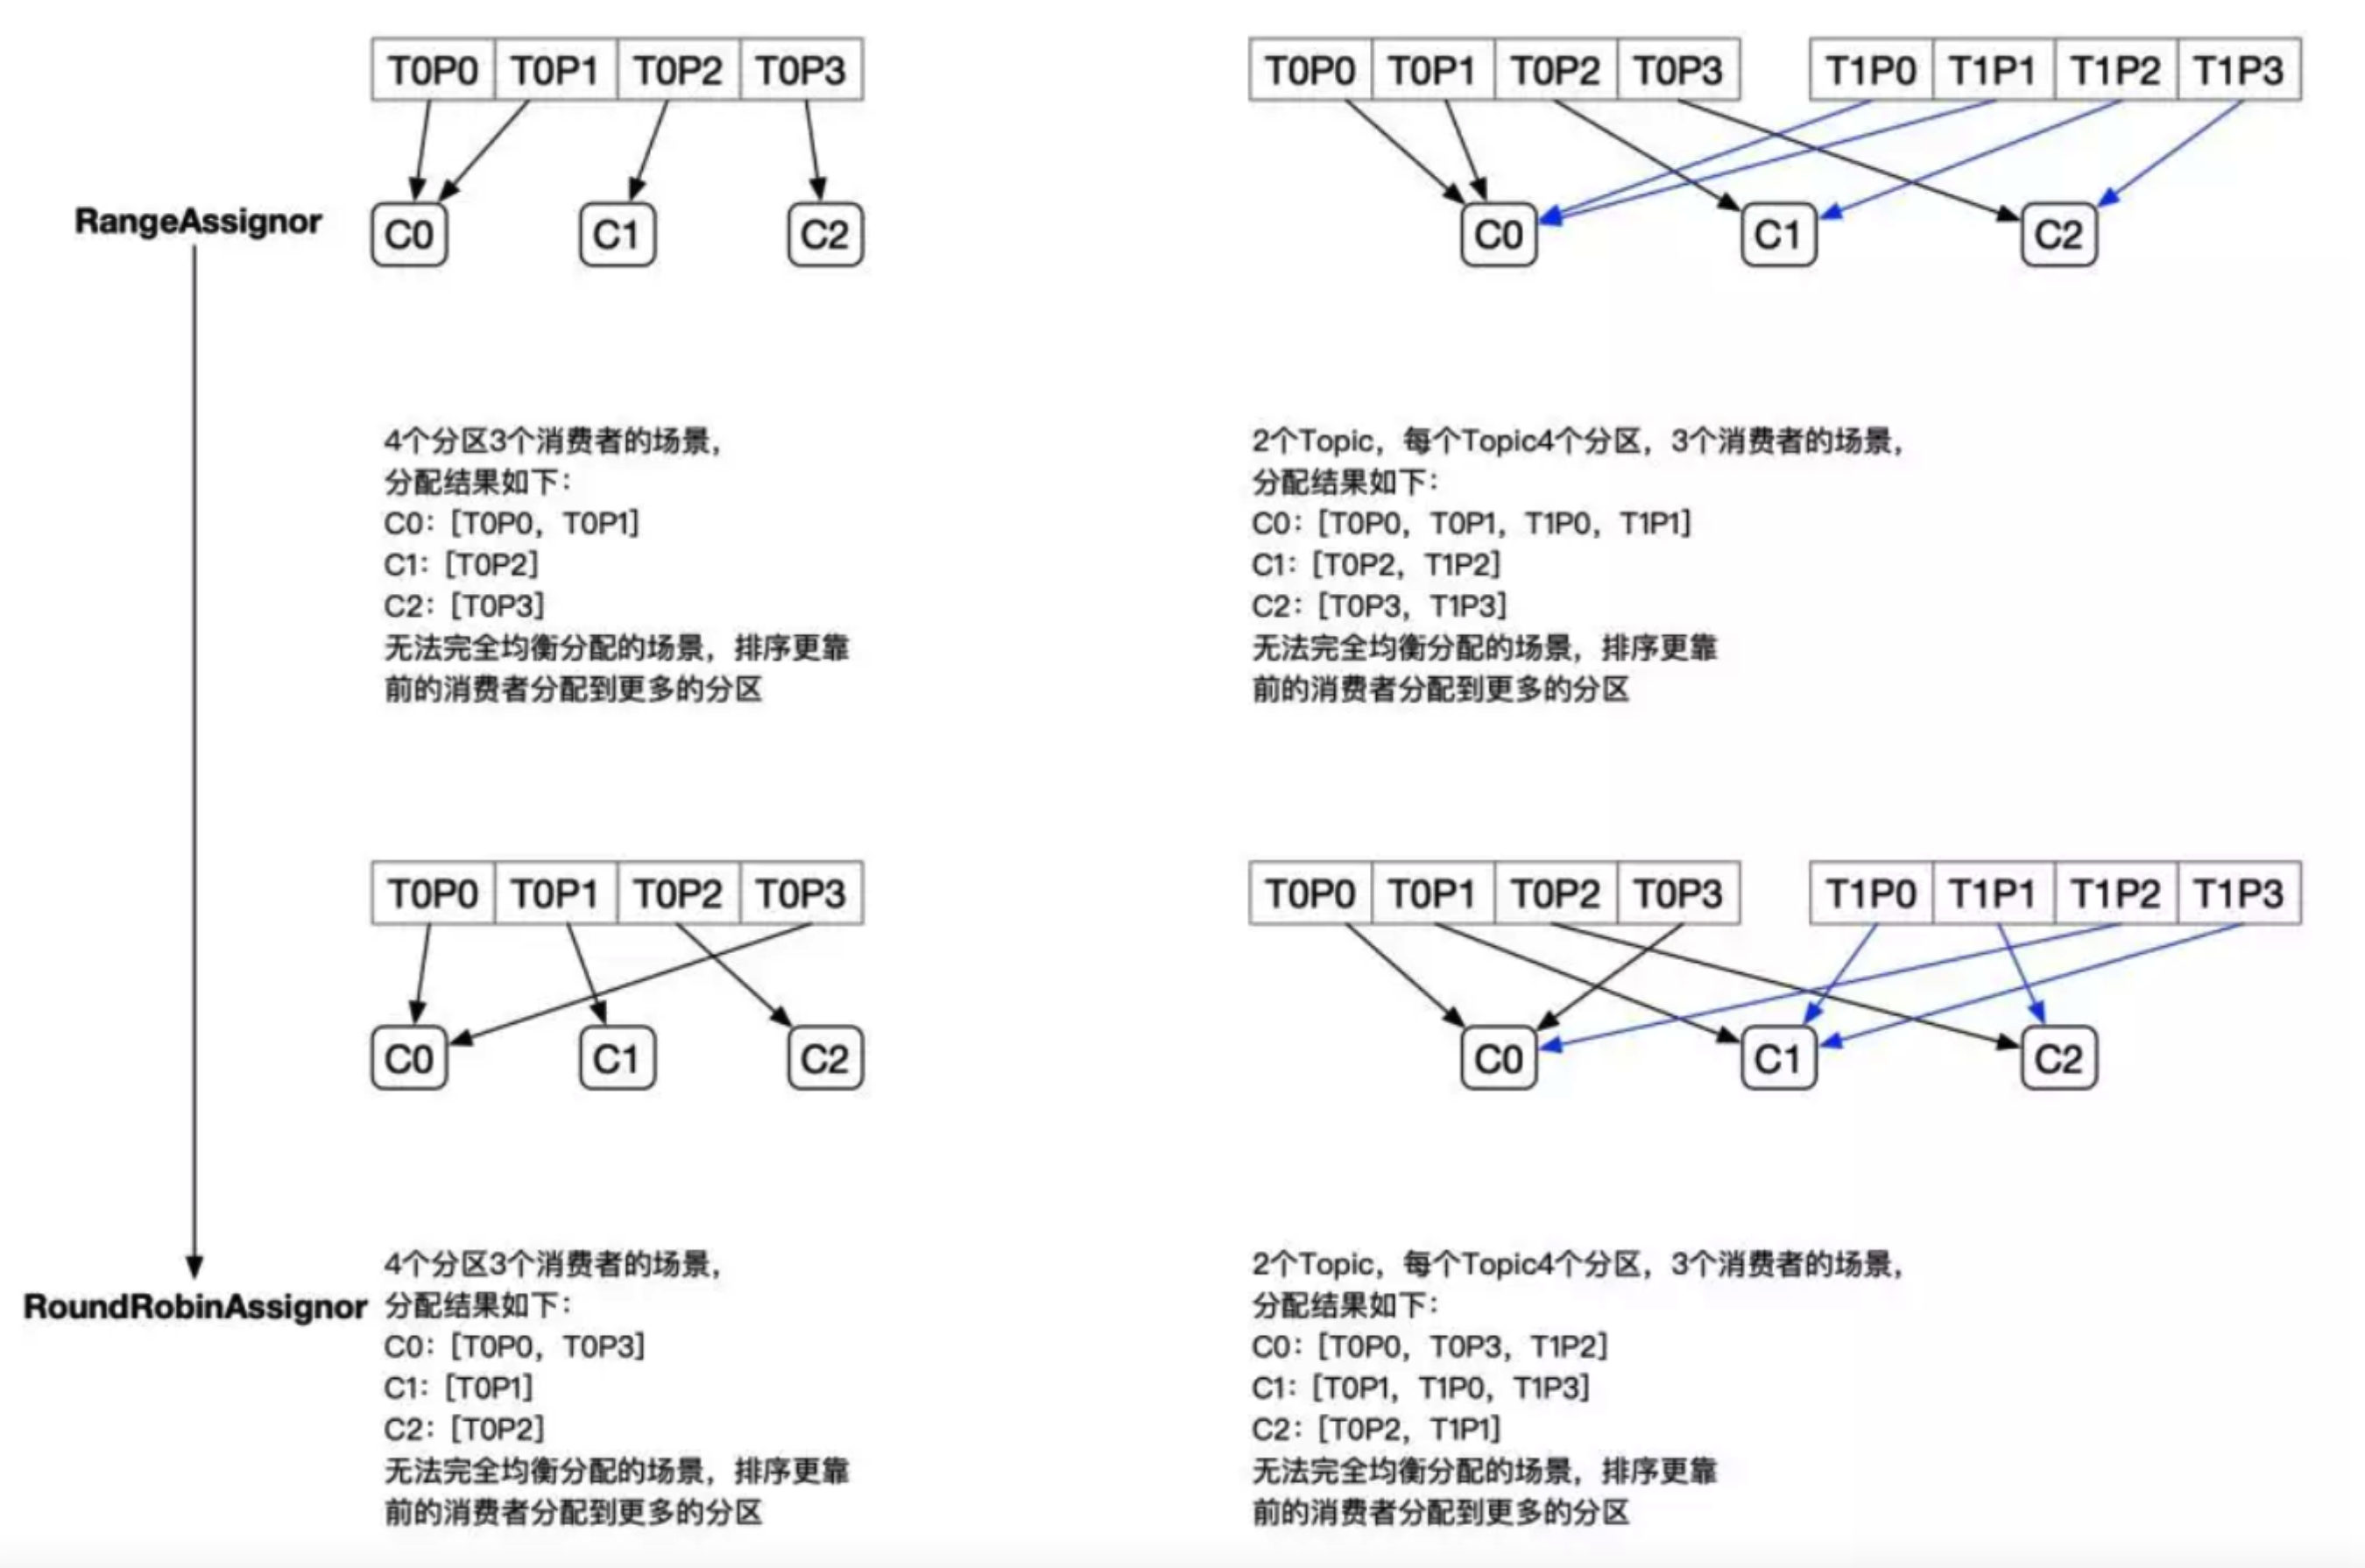 T0P0 T0P1 T0P2 T0P3
T0P0 T0P1 T0P2 T0P3 T1P0 T1P1 T1P2 T1P3
RangeAssignor
C0 C1 C2
C0 C1 C2
4个分区3个消费者的场景，
分配结果如下：
C0：[T0P0，T0P1]
C1：[T0P2]
C2：[T0P3]
无法完全均衡分配的场景，排序更靠
前的消费者分配到更多的分区
2个Topic，每个Topic4个分区，3个消费者的场景，
分配结果如下：
C0：[T0P0，T0P1，T1P0，T1P1]
C1：[T0P2，T1P2]
C2：[T0P3，T1P3]
无法完全均衡分配的场景，排序更靠
前的消费者分配到更多的分区
T0P0 T0P1 T0P2 T0P3
T0P0 T0P1 T0P2 T0P3 T1P0 T1P1 T1P2 T1P3
C0 C1 C2
C0 C1 C2
RoundRobinAssignor
4个分区3个消费者的场景，
分配结果如下：
C0：[T0P0，T0P3]
C1：[T0P1]
C2：[T0P2]
无法完全均衡分配的场景，排序更靠
前的消费者分配到更多的分区
2个Topic，每个Topic4个分区，3个消费者的场景，
分配结果如下：
C0：[T0P0，T0P3，T1P2]
C1：[T0P1，T1P0，T1P3]
C2：[T0P2，T1P1]
无法完全均衡分配的场景，排序更靠
前的消费者分配到更多的分区